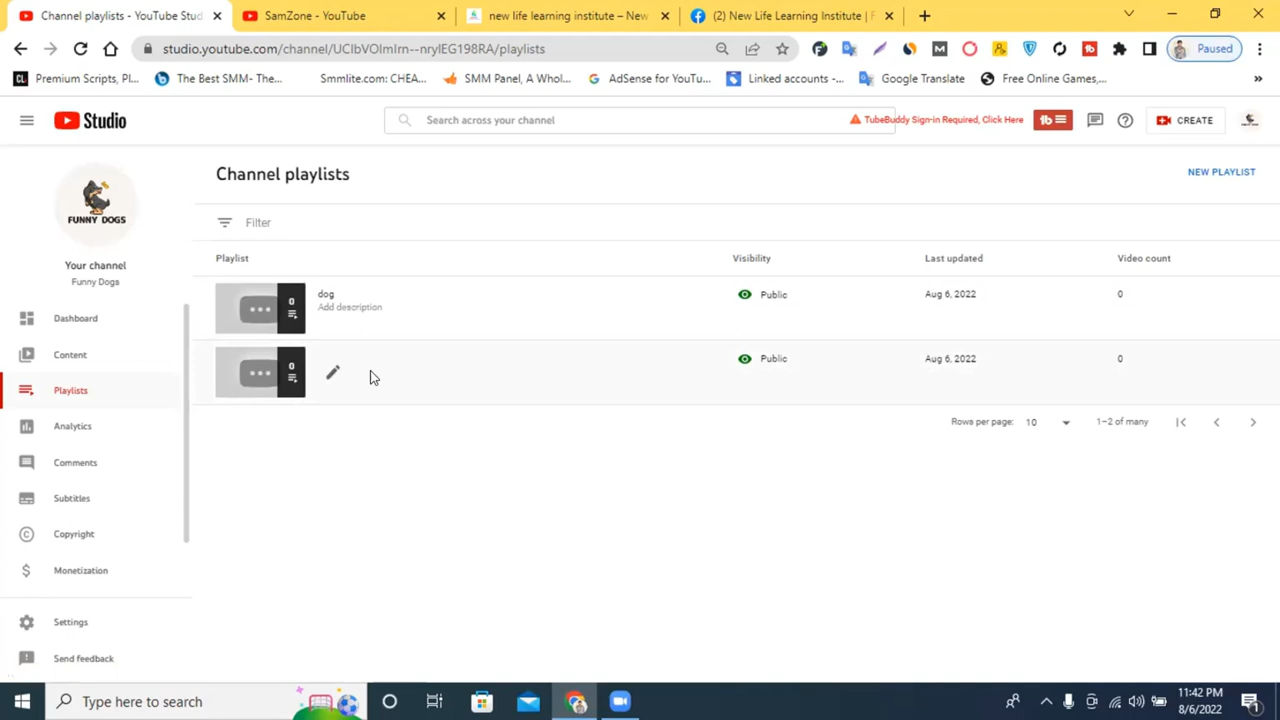 Channel playlists - YouTube Stud
SamZone - YouTube
new life learning institute – New
(2) New Life Learning Institute | F
studio.youtube.com/channel/UCIbVOImIrn--nrylEG198RA/playlists
Paused
Premium Scripts, Pl...
The Best SMM- The...
Smmlite.com: CHEA...
SMM Panel, A Whol...
AdSense for YouTu...
Linked accounts -...
Google Translate
Free Online Games,...
Studio
Search across your channel
TubeBuddy Sign-in Required, Click Here
CREATE
FUNNY DOGS
Your channel
Funny Dogs
Dashboard
Content
Playlists
Analytics
Comments
Subtitles
Copyright
Monetization
Settings
Send feedback
Channel playlists
NEW PLAYLIST
Filter
Playlist
Visibility
Last updated
Video count
0
dog
Add description
Public
Aug 6, 2022
0
0
Public
Aug 6, 2022
0
Rows per page:
10
1–2 of many
Type here to search
11:42 PM
8/6/2022
1